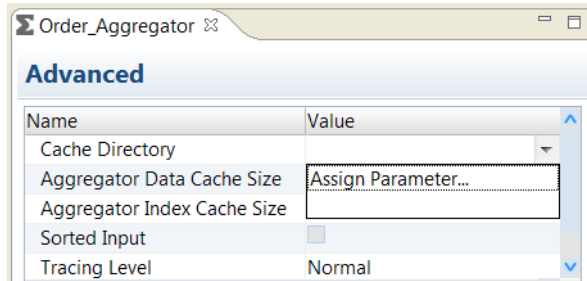 Order_Aggregator
Advanced
Name Value
Cache Directory
Aggregator Data Cache Size Assign Parameter...
Aggregator Index Cache Size
Sorted Input
Tracing Level Normal